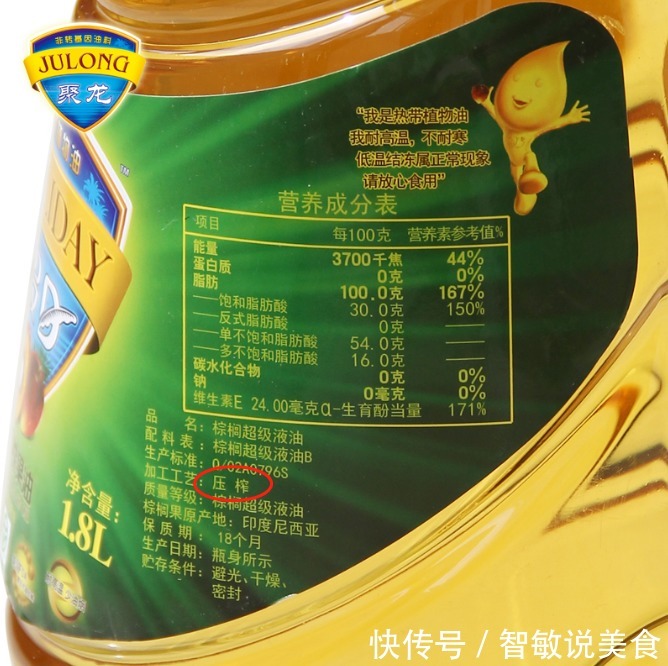 非转基因油料
JULONG
聚龙
物油
™
IDAY
“我是热带植物油
我耐高温，不耐寒
低温结冻属正常现象
请放心食用”
营养成分表
项目 每100克 营养素参考值%
能量 3700千焦 44%
蛋白质 0克 0%
脂肪 100.0克 167%
——饱和脂肪酸 30.0克 150%
——反式脂肪酸 0克 ——
——单不饱和脂肪酸 54.0克 ——
——多不饱和脂肪酸 16.0克 ——
碳水化合物 0克 0%
钠 0毫克 0%
维生素E 24.00毫克α-生育酚当量 171%
品名：棕榈超级液油
配料表：棕榈超级液油B
生产标准：Q/02A0796S
加工工艺：压榨
质量等级：棕榈超级液油
棕榈果原产地：印度尼西亚
保质期：18个月
生产日期：瓶身所示
贮存条件：避光、干燥、
密封
净含量：
1.8L
快传号 / 智敏说美食